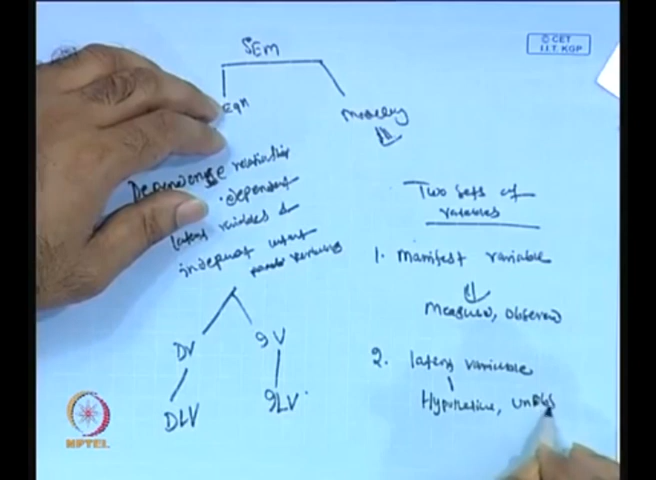 © CET
I.I.T. KGP
SEM
Eqn
Modeling
Dependence relationship
dependent
latent variables &
independent latent
variables
DV IV
DLV ILV
Two sets of
variables
1. Manifest variable
Measured, observed
2. latent variable
Hypothetical, unobs
NPTEL